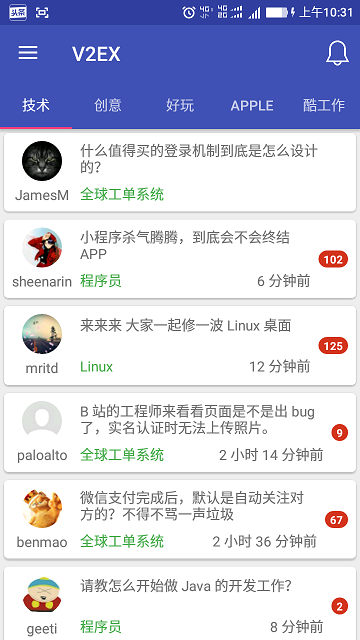 头条
4G 4G
2G
上午10:31
V2EX
技术 创意 好玩 APPLE 酷工作
什么值得买的登录机制到底是怎么设计
的?
JamesM 全球工单系统
小程序杀气腾腾，到底会不会终结
APP
102
sheenarin 程序员 6 分钟前
来来来 大家一起修一波 Linux 桌面
125
mritd Linux 12 分钟前
B 站的工程师来看看页面是不是出 bug
了，实名认证时无法上传照片。
9
paloalto 全球工单系统 2 小时 14 分钟前
微信支付完成后，默认是自动关注对
方的? 不得不骂一声垃圾
67
benmao 全球工单系统 2 小时 36 分钟前
请教怎么开始做 Java 的开发工作?
2
geeti 程序员 8 分钟前